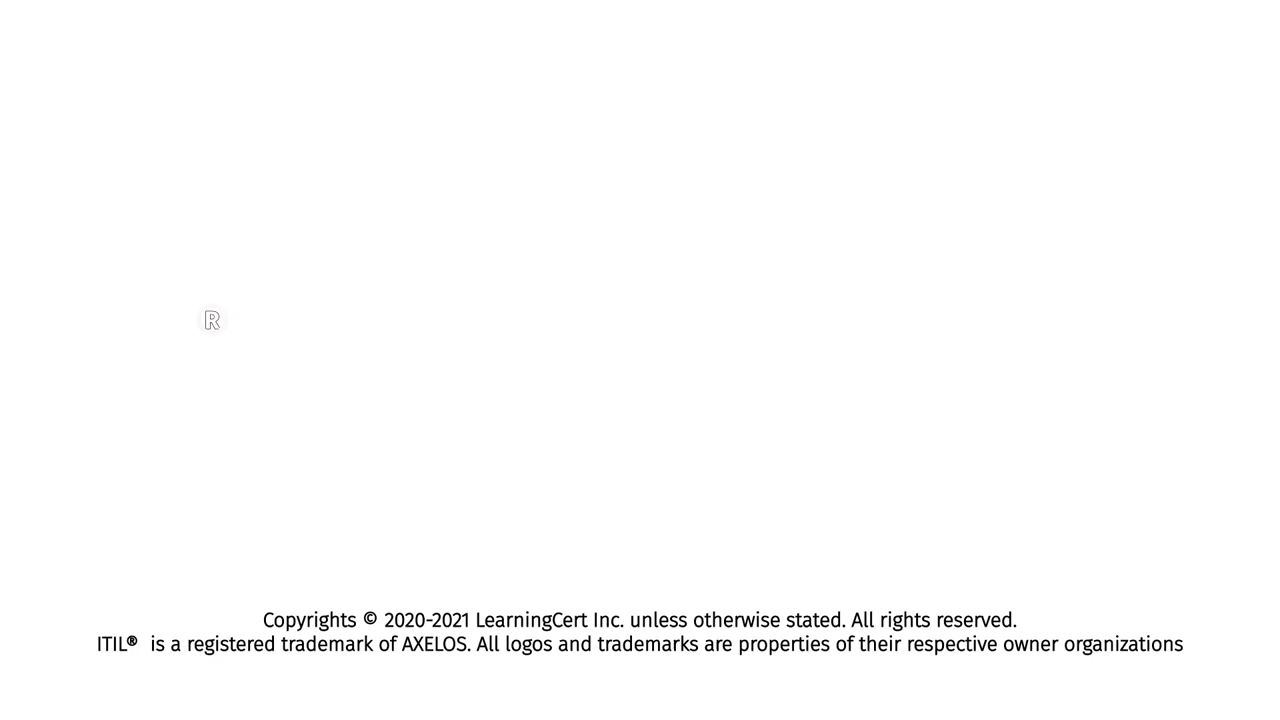 R
Copyrights © 2020-2021 LearningCert Inc. unless otherwise stated. All rights reserved.
ITIL® is a registered trademark of AXELOS. All logos and trademarks are properties of their respective owner organizations